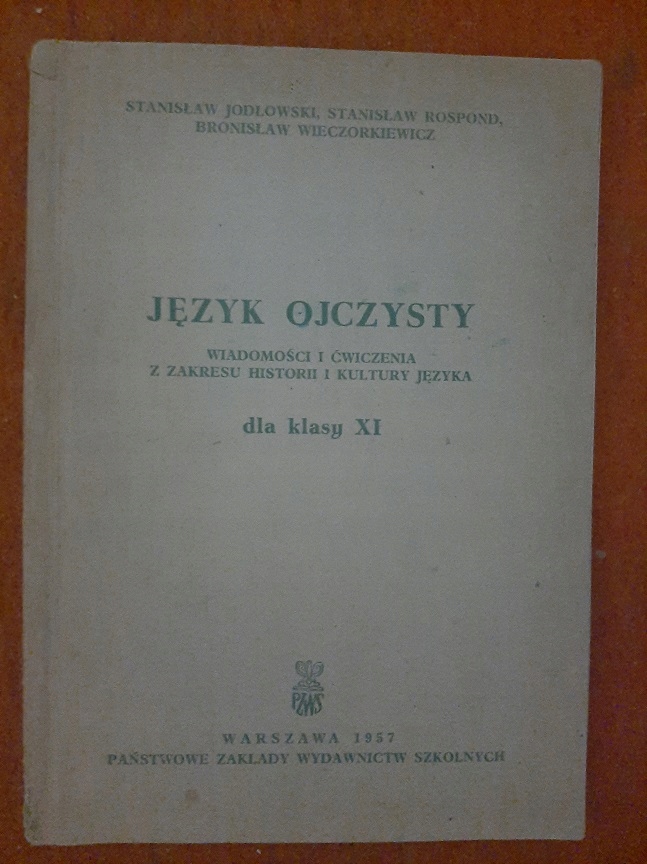 STANISŁAW JODŁOWSKI, STANISŁAW ROSPOND,
BRONISŁAW WIECZORKIEWICZ
JĘZYK OJCZYSTY
WIADOMOŚCI I ĆWICZENIA
Z ZAKRESU HISTORII I KULTURY JĘZYKA
dla klasy XI
PZWS
WARSZAWA 1957
PAŃSTWOWE ZAKŁADY WYDAWNICTW SZKOLNYCH